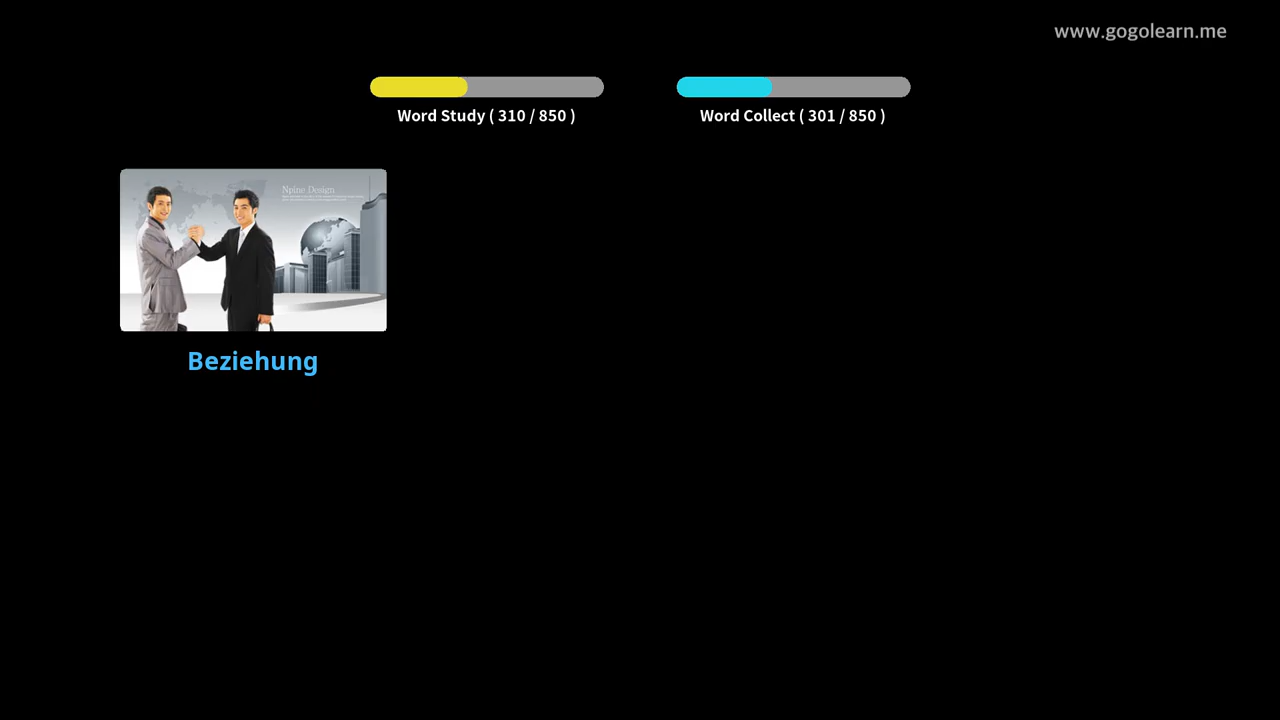 www.gogolearn.me
Word Study ( 310 / 850 )
Word Collect ( 301 / 850 )
Npine Design
Beziehung